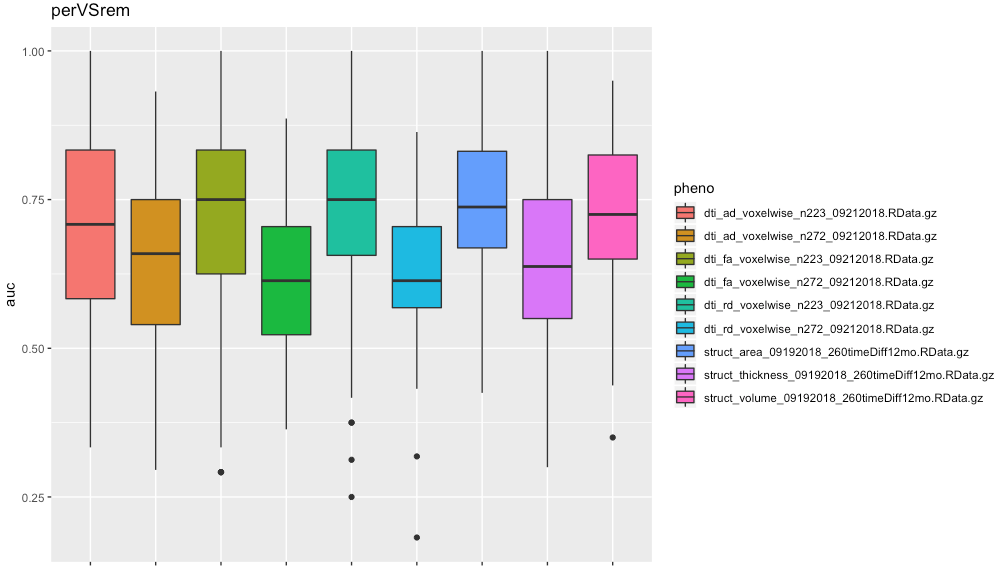 perVSrem
1.00
0.75
0.50
0.25
auc
pheno
dti_ad_voxelwise_n223_09212018.RData.gz
dti_ad_voxelwise_n272_09212018.RData.gz
dti_fa_voxelwise_n223_09212018.RData.gz
dti_fa_voxelwise_n272_09212018.RData.gz
dti_rd_voxelwise_n223_09212018.RData.gz
dti_rd_voxelwise_n272_09212018.RData.gz
struct_area_09192018_260timeDiff12mo.RData.gz
struct_thickness_09192018_260timeDiff12mo.RData.gz
struct_volume_09192018_260timeDiff12mo.RData.gz